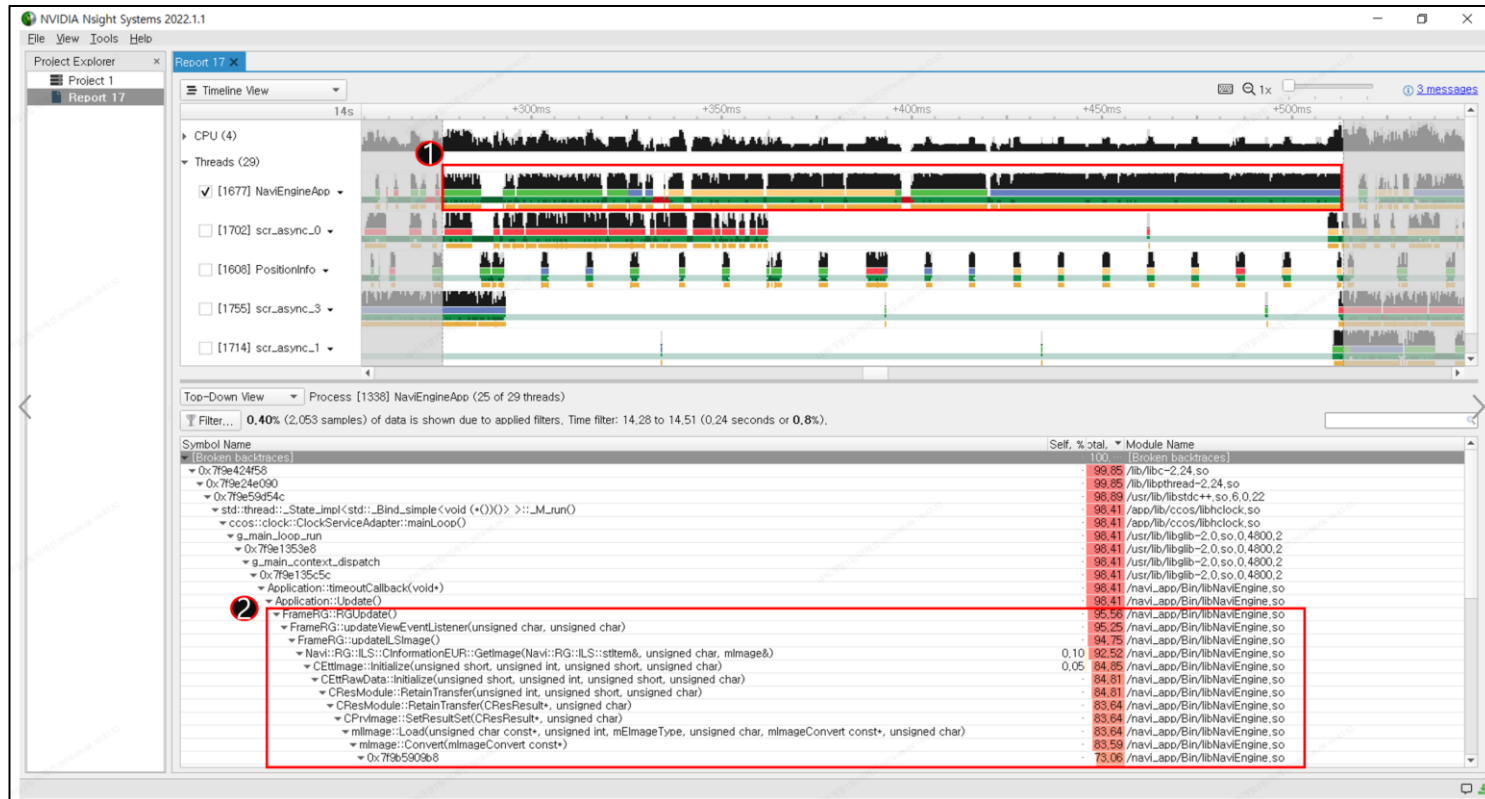 NVIDIA Nsight Systems 2022.1.1
File View Tools Help
Project Explorer ×
Project 1
Report 17
Report 17 ×
Timeline View
1x
3 messages
14s +300ms +350ms +400ms +450ms +500ms
CPU (4)
1
Threads (29)
[1677] NaviEngineApp
[1702] scr_async_0
[1608] PositionInfo
[1755] scr_async_3
[1714] scr_async_1
Top-Down View Process [1338] NaviEngineApp (25 of 29 threads)
Filter... 0,40% (2,053 samples) of data is shown due to applied filters, Time filter: 14,28 to 14,51 (0,24 seconds or 0,8%),
Symbol Name Self, % otal, Module Name
[Broken backtraces] 100,... [Broken backtraces]
0x7f9e424f58 99,85 /lib/libc-2,24,so
0x7f9e24e090 99,85 /lib/libpthread-2,24,so
0x7f9e59d54c 98,89 /usr/lib/libstdc++,so,6,0,22
std::thread::_State_impl<std::_Bind_simple<void (*())()> >::_M_run() 98,41 /app/lib/ccos/libhclock,so
ccos::clock::ClockServiceAdapter::mainLoop() 98,41 /app/lib/ccos/libhclock,so
g_main_loop_run 98,41 /usr/lib/libglib-2,0,so,0,4800,2
0x7f9e1353e8 98,41 /usr/lib/libglib-2,0,so,0,4800,2
g_main_context_dispatch 98,41 /usr/lib/libglib-2,0,so,0,4800,2
0x7f9e135c5c 98,41 /usr/lib/libglib-2,0,so,0,4800,2
Application::timeoutCallback(void*) 98,41 /navi_app/Bin/libNaviEngine,so
Application::Update() 98,41 /navi_app/Bin/libNaviEngine,so
2
FrameRG::RGUpdate() 95,56 /navi_app/Bin/libNaviEngine,so
FrameRG::updateViewEventListener(unsigned char, unsigned char) 95,25 /navi_app/Bin/libNaviEngine,so
FrameRG::updateILSImage() 94,75 /navi_app/Bin/libNaviEngine,so
Navi::RG::ILS::CInformationEUR::GetImage(Navi::RG::ILS::stItem&, unsigned char, mImage&) 0,10 92,52 /navi_app/Bin/libNaviEngine,so
CEttImage::Initialize(unsigned short, unsigned int, unsigned short, unsigned char) 0,05 84,85 /navi_app/Bin/libNaviEngine,so
CEttRawData::Initialize(unsigned short, unsigned int, unsigned short, unsigned char) 84,81 /navi_app/Bin/libNaviEngine,so
CResModule::RetainTransfer(unsigned int, unsigned short, unsigned char) 84,81 /navi_app/Bin/libNaviEngine,so
CResModule::RetainTransfer(CResResult*, unsigned char) 83,64 /navi_app/Bin/libNaviEngine,so
CPrvImage::SetResultSet(CResResult*, unsigned char) 83,64 /navi_app/Bin/libNaviEngine,so
mImage::Load(unsigned char const*, unsigned int, mEImageType, unsigned char, mImageConvert const*, unsigned char) 83,64 /navi_app/Bin/libNaviEngine,so
mImage::Convert(mImageConvert const*) 83,59 /navi_app/Bin/libNaviEngine,so
0x7f9b5909b8 73,06 /navi_app/Bin/libNaviEngine,so